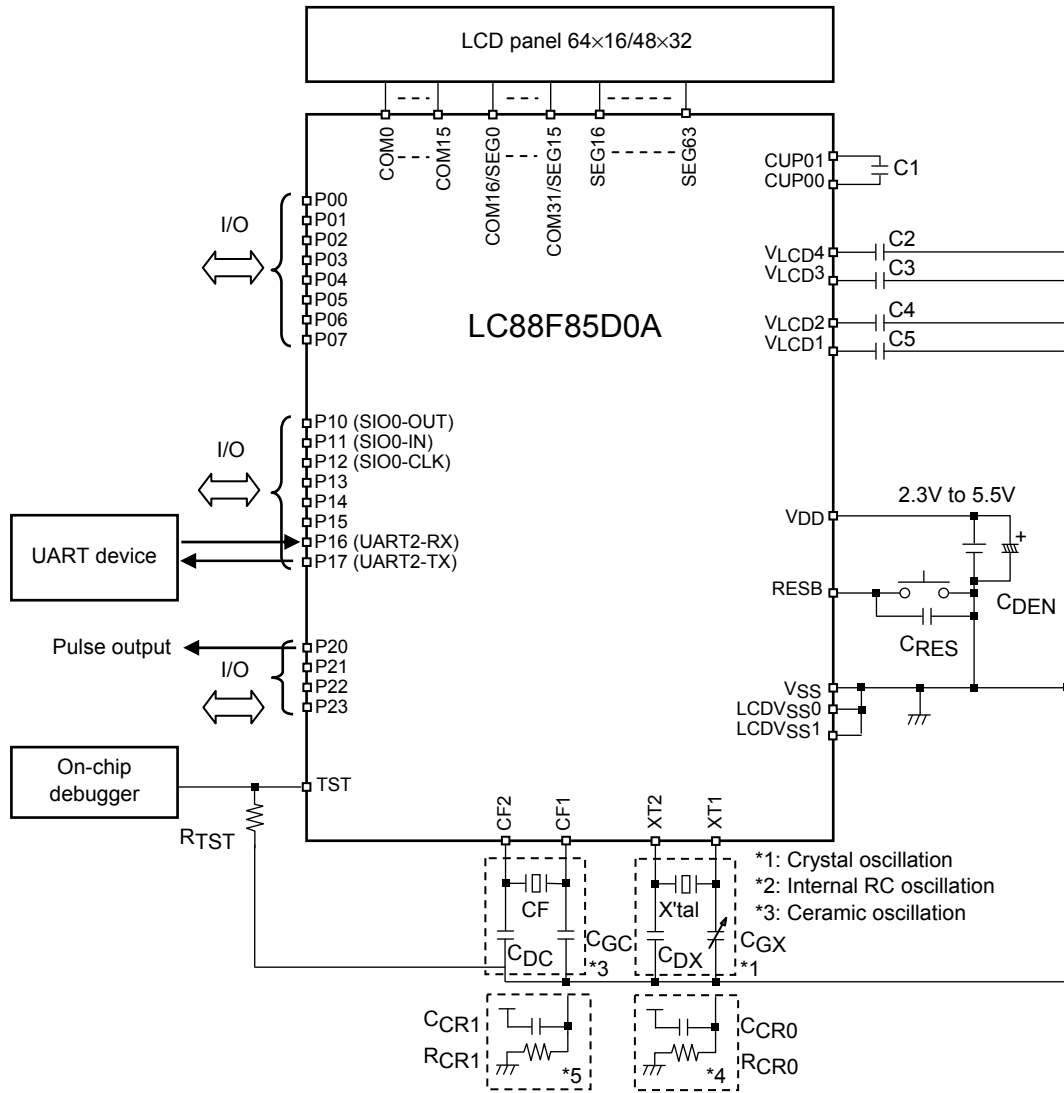 LCD panel 64×16/48×32
COM0
COM15
COM16/SEG0
COM31/SEG15
SEG16
SEG63
CUP01
CUP00
C1
P00
P01
P02
P03
P04
P05
P06
P07
I/O
VLCD4
VLCD3
VLCD2
VLCD1
C2
C3
C4
C5
LC88F85D0A
P10 (SIO0-OUT)
P11 (SIO0-IN)
P12 (SIO0-CLK)
P13
P14
P15
P16 (UART2-RX)
P17 (UART2-TX)
I/O
UART device
2.3V to 5.5V
VDD
+
CDEN
RESB
CRES
Pulse output
P20
P21
P22
P23
I/O
VSS
LCDVSS0
LCDVSS1
On-chip
debugger
TST
RTST
CF2
CF1
XT2
XT1
*1: Crystal oscillation
*2: Internal RC oscillation
*3: Ceramic oscillation
CF
X'tal
CDC
CGC
*3
CDX
CGX
*1
CCR1
RCR1
*5
CCR0
RCR0
*4